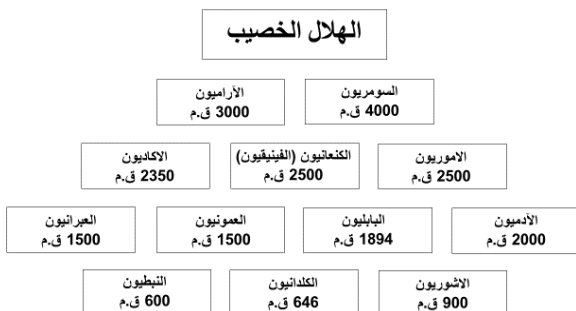 الهلال الخصيب
السومريون
4000 ق.م
الآراميون
3000 ق.م
الاموريون
2500 ق.م
الكنعانيون (الفينيقيون)
2500 ق.م
الاكاديون
2350 ق.م
الآدميون
2000 ق.م
البابليون
1894 ق.م
العمونيون
1500 ق.م
العبرانيون
1500 ق.م
الاشوريون
900 ق.م
الكلدانيون
646 ق.م
النبطيون
600 ق.م